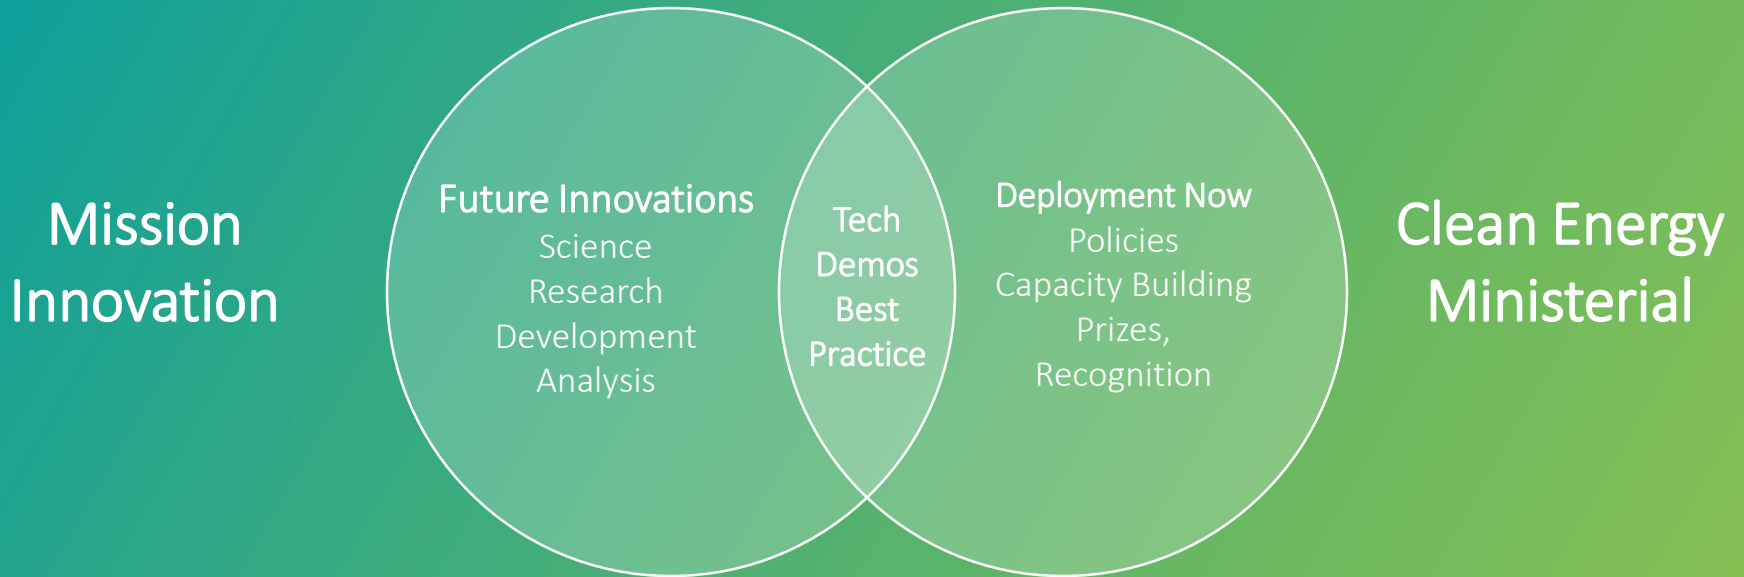 Mission
Innovation
Future Innovations
Science
Research
Development
Analysis
Tech
Demos
Best
Practice
Deployment Now
Policies
Capacity Building
Prizes,
Recognition
Clean Energy
Ministerial